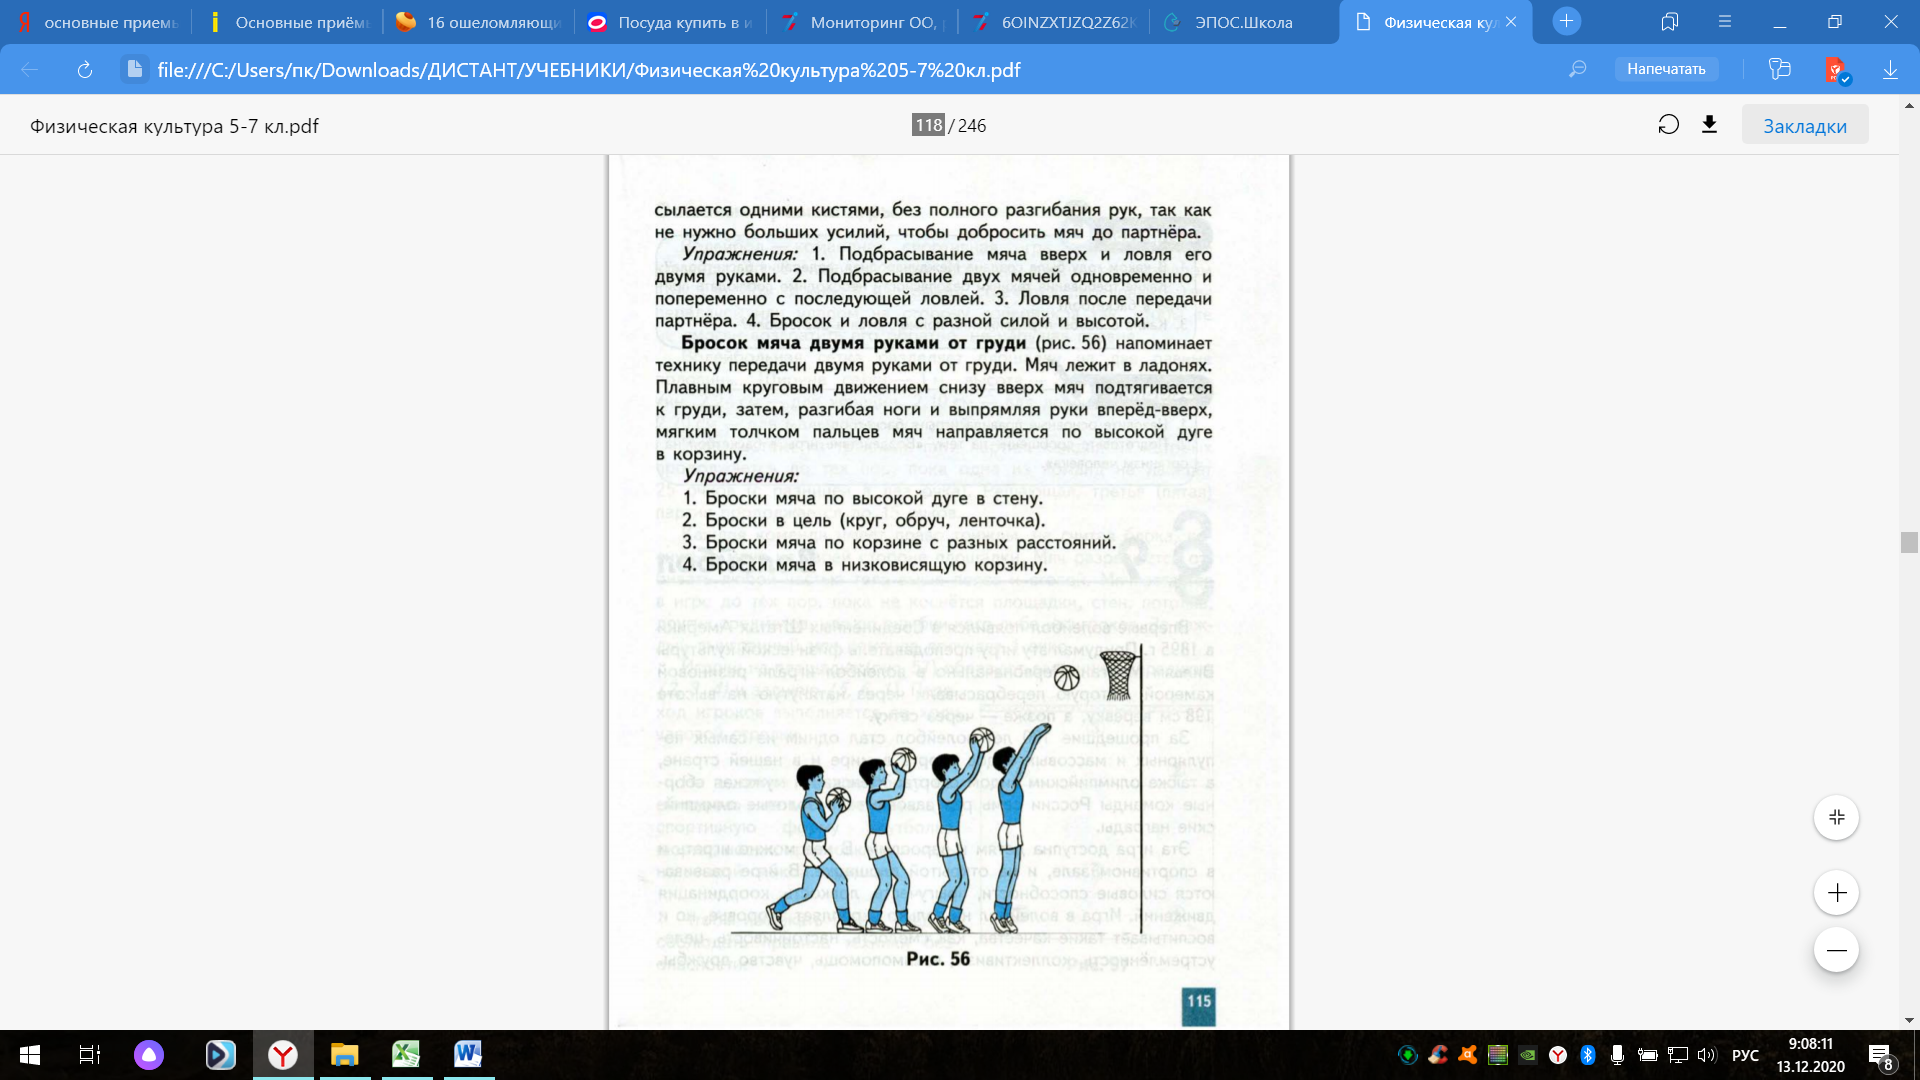 основные приемы
Основные приём
16 ошеломляющи
Посуда купить в и
Мониторинг ОО,
6OINZXTJZQ2Z62K
ЭПОС.Школа
Физическая кул
file:///C:/Users/пк/Downloads/ДИСТАНТ/УЧЕБНИКИ/Физическая%20культура%205-7%20кл.pdf
Напечатать
Физическая культура 5-7 кл.pdf
118 / 246
Закладки
сылается одними кистями, без полного разгибания рук, так как
не нужно больших усилий, чтобы добросить мяч до партнёра.
Упражнения: 1. Подбрасывание мяча вверх и ловля его
двумя руками. 2. Подбрасывание двух мячей одновременно и
попеременно с последующей ловлей. 3. Ловля после передачи
партнёра. 4. Бросок и ловля с разной силой и высотой.
Бросок мяча двумя руками от груди (рис. 56) напоминает
технику передачи двумя руками от груди. Мяч лежит в ладонях.
Плавным круговым движением снизу вверх мяч подтягивается
к груди, затем, разгибая ноги и выпрямляя руки вперёд-вверх,
мягким толчком пальцев мяч направляется по высокой дуге
в корзину.
Упражнения:
1. Броски мяча по высокой дуге в стену.
2. Броски в цель (круг, обруч, ленточка).
3. Броски мяча по корзине с разных расстояний.
4. Броски мяча в низковисящую корзину.
Рис. 56
115
РУС
9:08:11
13.12.2020
8